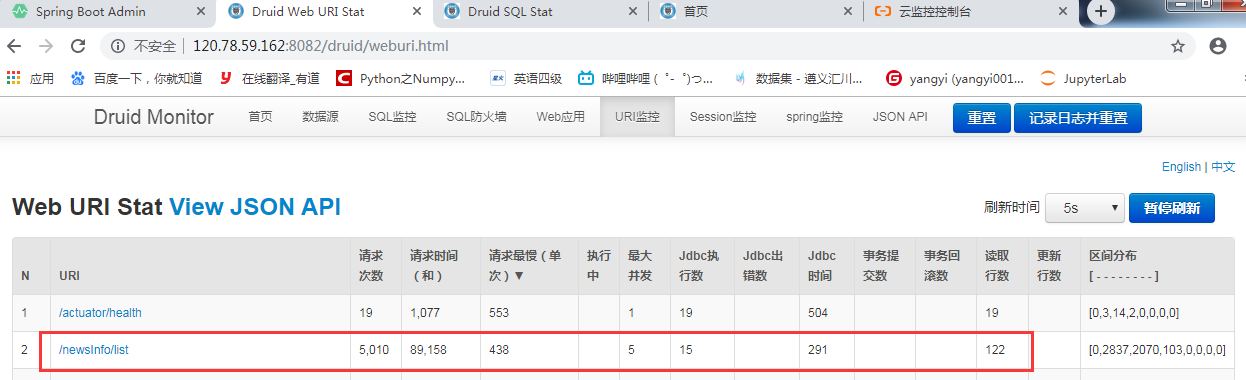 Spring Boot Admin
Druid Web URI Stat
Druid SQL Stat
首页
云监控控制台
不安全 | 120.78.59.162:8082/druid/weburi.html
应用 百度一下，你就知道 在线翻译_有道 Python之Numpy... 英语四级 哔哩哔哩 ( ゜- ゜)つ... 数据集 - 遵义汇川... yangyi (yangyi001... JupyterLab
Druid Monitor 首页 数据源 SQL监控 SQL防火墙 Web应用 URI监控 Session监控 spring监控 JSON API 重置 记录日志并重置
English | 中文
Web URI Stat View JSON API 刷新时间 5s 暂停刷新
N URI 请求次数 请求时间（和） 请求最慢（单次）▼ 执行中 最大并发 Jdbc执行数 Jdbc出错数 Jdbc时间 事务提交数 事务回滚数 读取行数 更新行数 区间分布 [ - - - - - - - - ]
1 /actuator/health 19 1,077 553 1 19 504 19 [0,3,14,2,0,0,0,0]
2 /newsInfo/list 5,010 89,158 438 5 15 291 122 [0,2837,2070,103,0,0,0,0]